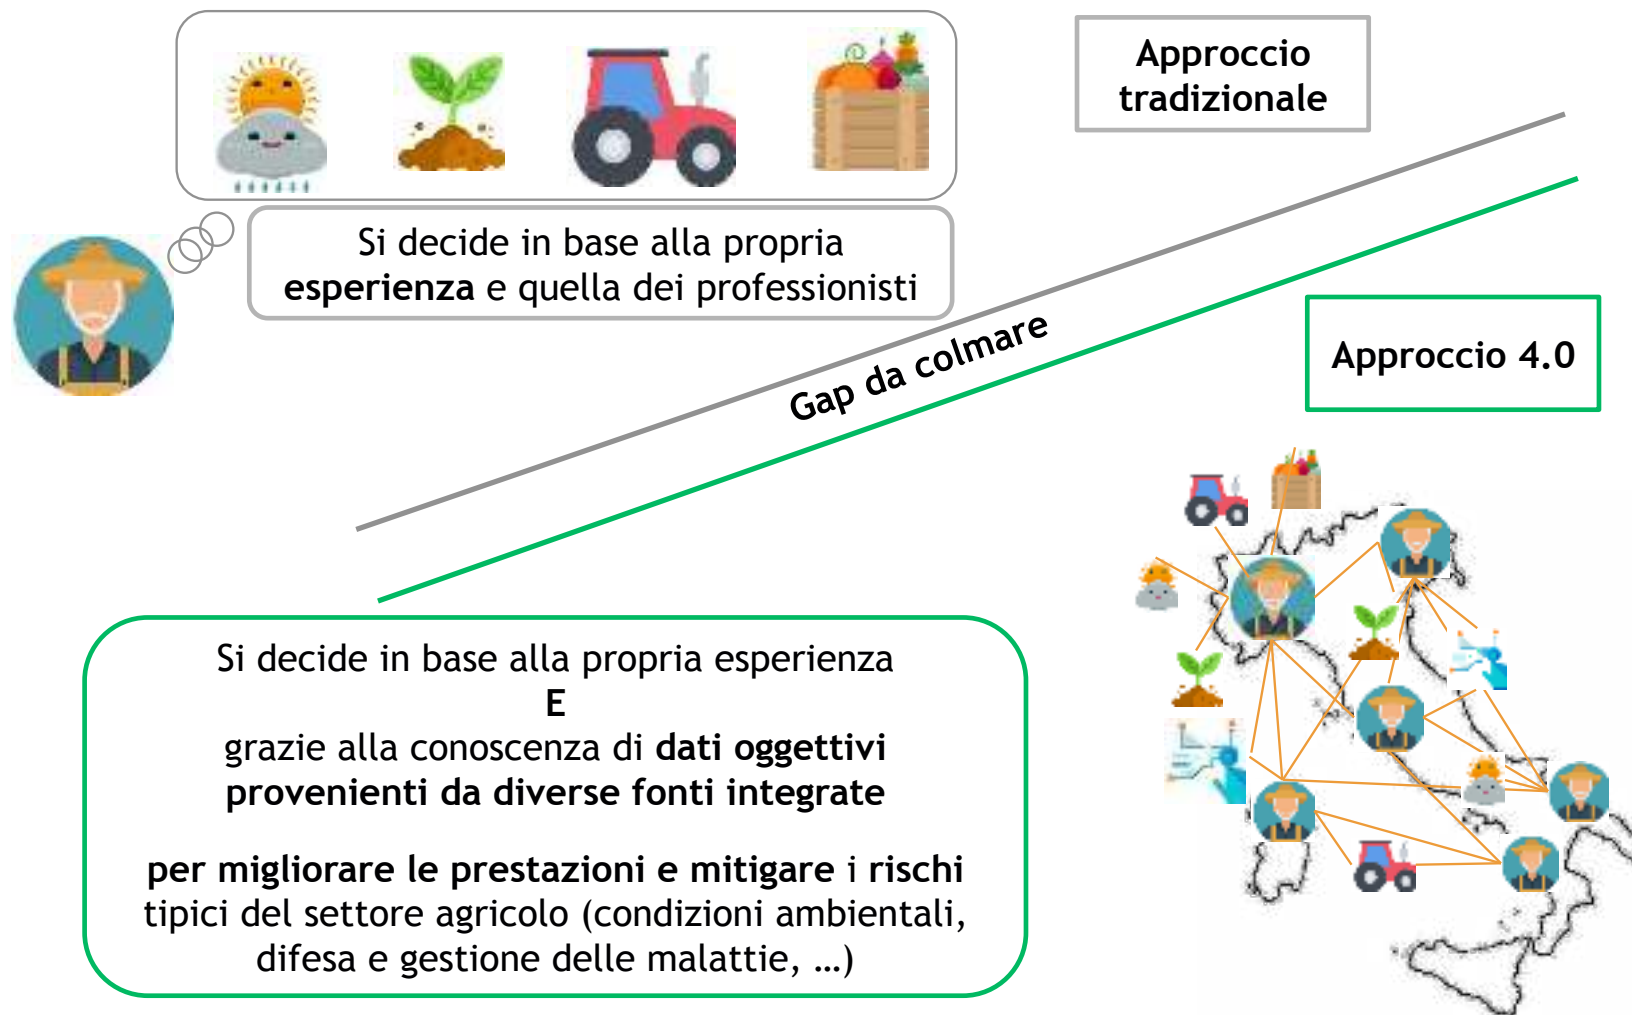 Approccio
tradizionale
Si decide in base alla propria
esperienza e quella dei professionisti
Gap da colmare
Approccio 4.0
Si decide in base alla propria esperienza
E
grazie alla conoscenza di dati oggettivi
provenienti da diverse fonti integrate
per migliorare le prestazioni e mitigare i rischi
tipici del settore agricolo (condizioni ambientali,
difesa e gestione delle malattie, …)